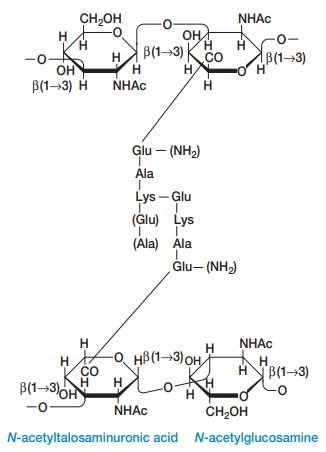 CH₂OH O NHAc
H O H OH H O
H β(1→3) CO β(1→3)
O OH H H H H O H
β(1→3) H NHAc H
Glu – (NH₂)
Ala
Lys – Glu
(Glu) Lys
(Ala) Ala
Glu – (NH₂)
H H NHAc
H O H β(1→3) OH H H
CO β(1→3)
β(1→3) OH H H O H H O
O H NHAc H O
CH₂OH
N-acetyltalosaminuronic acid N-acetylglucosamine